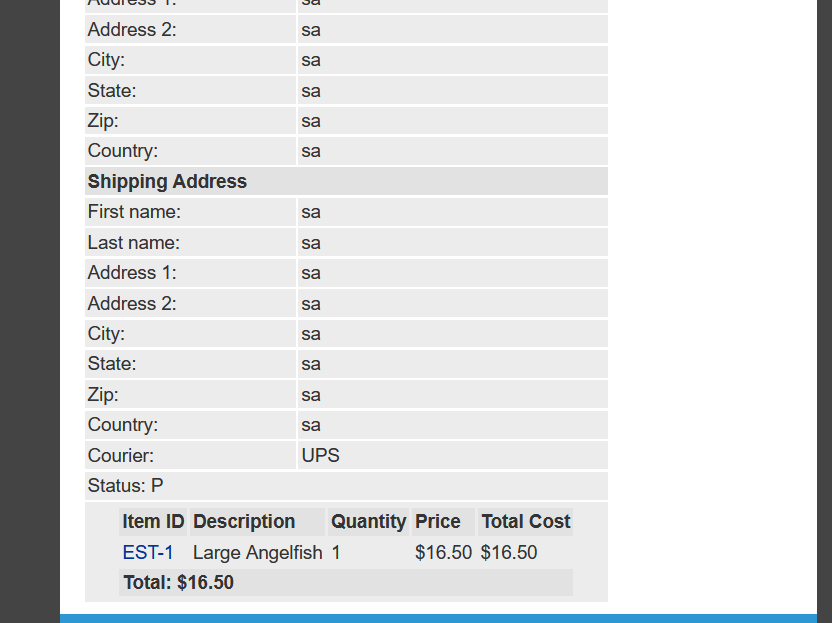 Address 1: sa
Address 2: sa
City: sa
State: sa
Zip: sa
Country: sa
Shipping Address
First name: sa
Last name: sa
Address 1: sa
Address 2: sa
City: sa
State: sa
Zip: sa
Country: sa
Courier: UPS
Status: P
Item ID Description Quantity Price Total Cost
EST-1 Large Angelfish 1 $16.50 $16.50
Total: $16.50